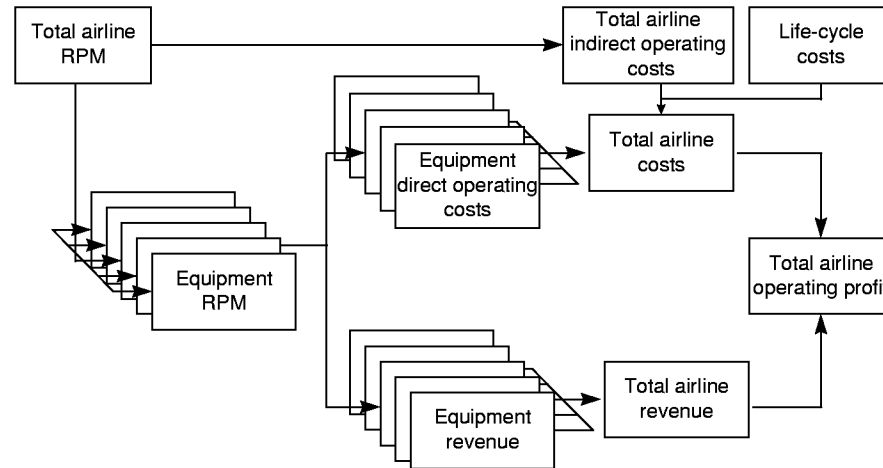 Total airline
RPM
Total airline
indirect operating
costs
Life-cycle
costs
Equipment
direct operating
costs
Total airline
costs
Equipment
RPM
Total airline
operating profit
Equipment
revenue
Total airline
revenue